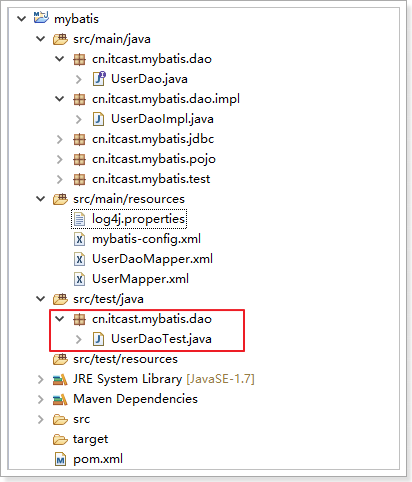 mybatis
src/main/java
cn.itcast.mybatis.dao
UserDao.java
cn.itcast.mybatis.dao.impl
UserDaoImpl.java
cn.itcast.mybatis.jdbc
cn.itcast.mybatis.pojo
cn.itcast.mybatis.test
src/main/resources
log4j.properties
mybatis-config.xml
UserDaoMapper.xml
UserMapper.xml
src/test/java
cn.itcast.mybatis.dao
UserDaoTest.java
src/test/resources
JRE System Library [JavaSE-1.7]
Maven Dependencies
src
target
pom.xml